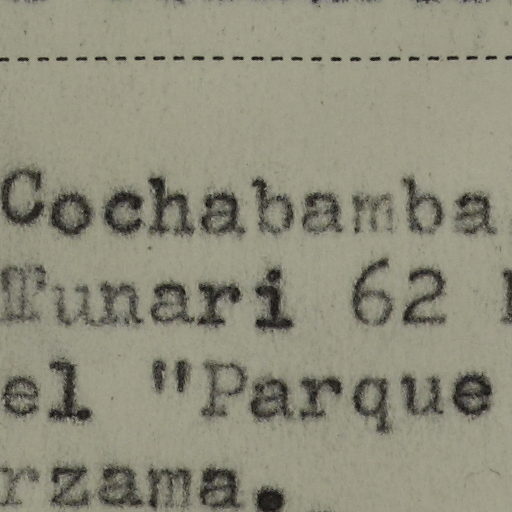 Cochabamba
Tunari 62
el "Parque
rzama.